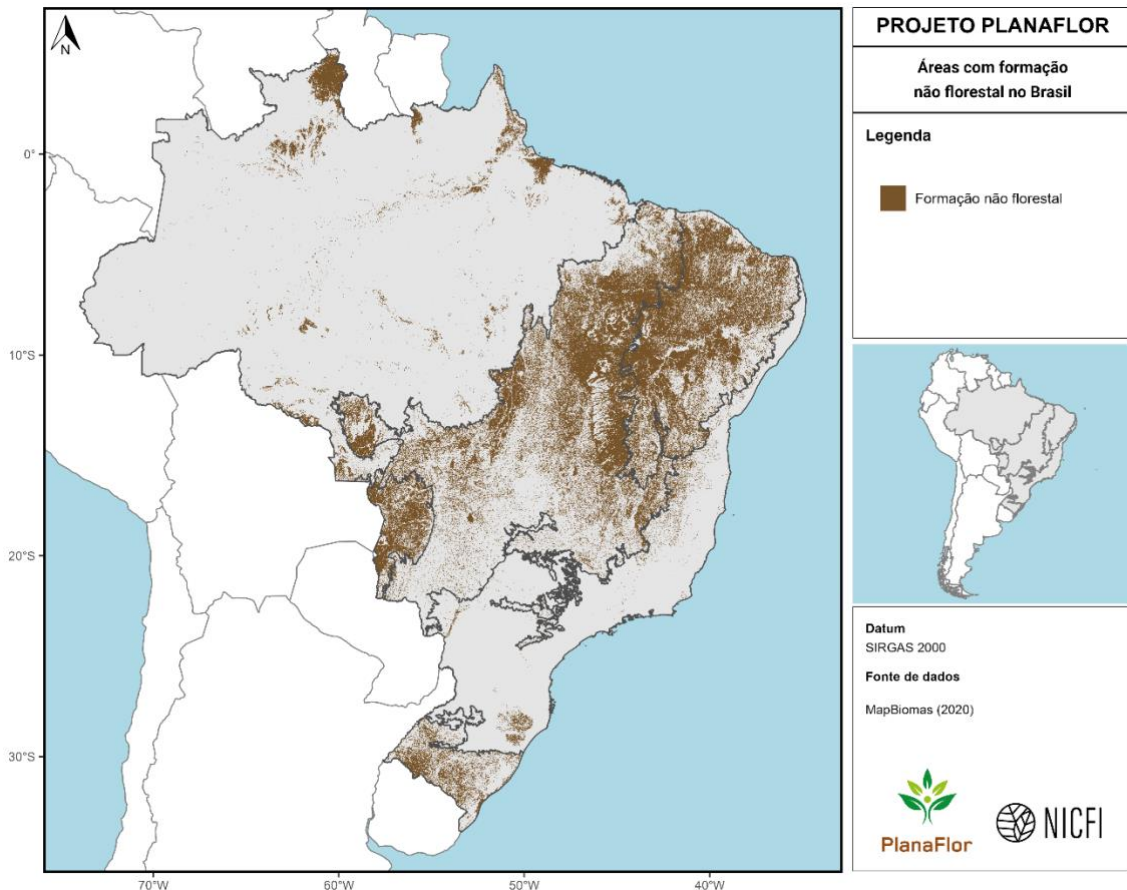 N
0°
10°S
20°S
30°S
70°W
60°W
50°W
40°W
PROJETO PLANAFLOR
Áreas com formação
não florestal no Brasil
Legenda
Formação não florestal
Datum
SIRGAS 2000
Fonte de dados
MapBiomas (2020)
PlanaFlor
NICFI